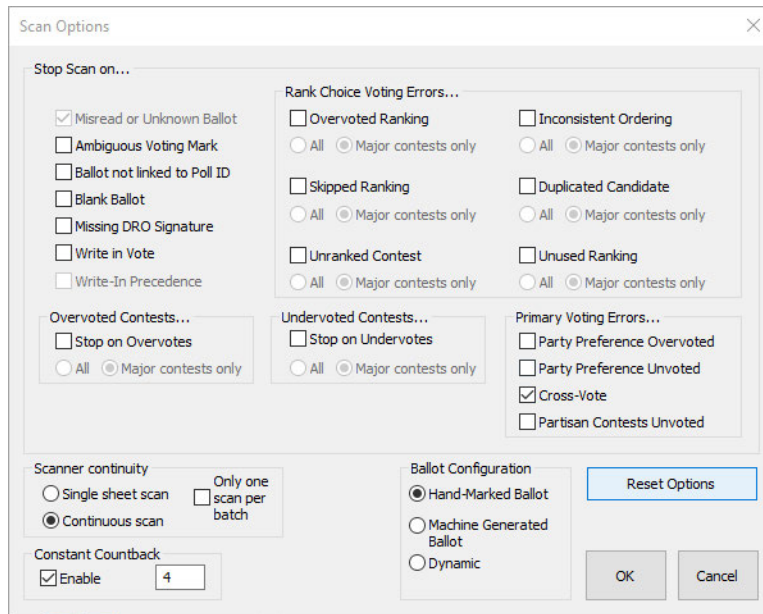 Scan Options
Stop Scan on...
Misread or Unknown Ballot
Ambiguous Voting Mark
Ballot not linked to Poll ID
Blank Ballot
Missing DRO Signature
Write in Vote
Write-In Precedence
Rank Choice Voting Errors...
Overvoted Ranking
All Major contests only
Inconsistent Ordering
All Major contests only
Skipped Ranking
All Major contests only
Duplicated Candidate
All Major contests only
Unranked Contest
All Major contests only
Unused Ranking
All Major contests only
Overvoted Contests...
Stop on Overvotes
All Major contests only
Undervoted Contests...
Stop on Undervotes
All Major contests only
Primary Voting Errors...
Party Preference Overvoted
Party Preference Unvoted
Cross-Vote
Partisan Contests Unvoted
Scanner continuity
Single sheet scan
Continuous scan
Only one
scan per
batch
Constant Countback
Enable 4
Ballot Configuration
Hand-Marked Ballot
Machine Generated
Ballot
Dynamic
Reset Options
OK Cancel